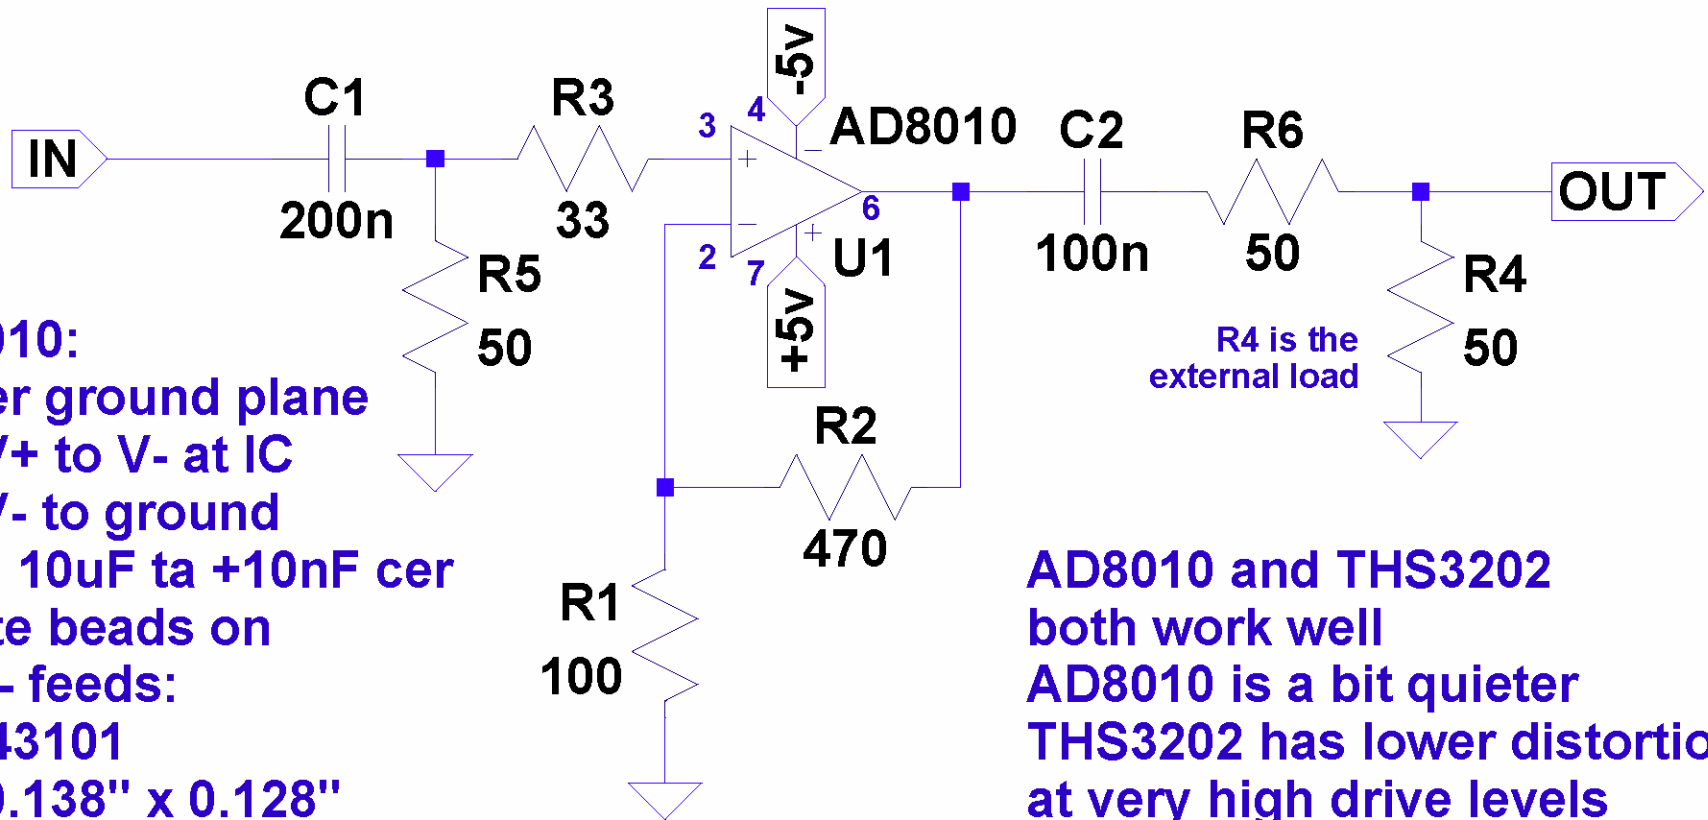 IN
C1
200n
R5
50
R3
33
3
4
-5v
2
7
+5v
6
AD8010
U1
R2
470
R1
100
C2
100n
R6
50
R4
50
R4 is the
external load
OUT
010:
er ground plane
V+ to V- at IC
V- to ground
10uF ta +10nF cer
te beads on
- feeds:
43101
0.138" x 0.128"
AD8010 and THS3202
both work well
AD8010 is a bit quieter
THS3202 has lower distortio
at very high drive levels